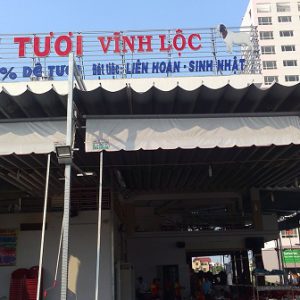 TƯƠI VĨNH LỘC
% DÊ TƯƠI Đặt tiệc: LIÊN HOAN - SINH NHẬT